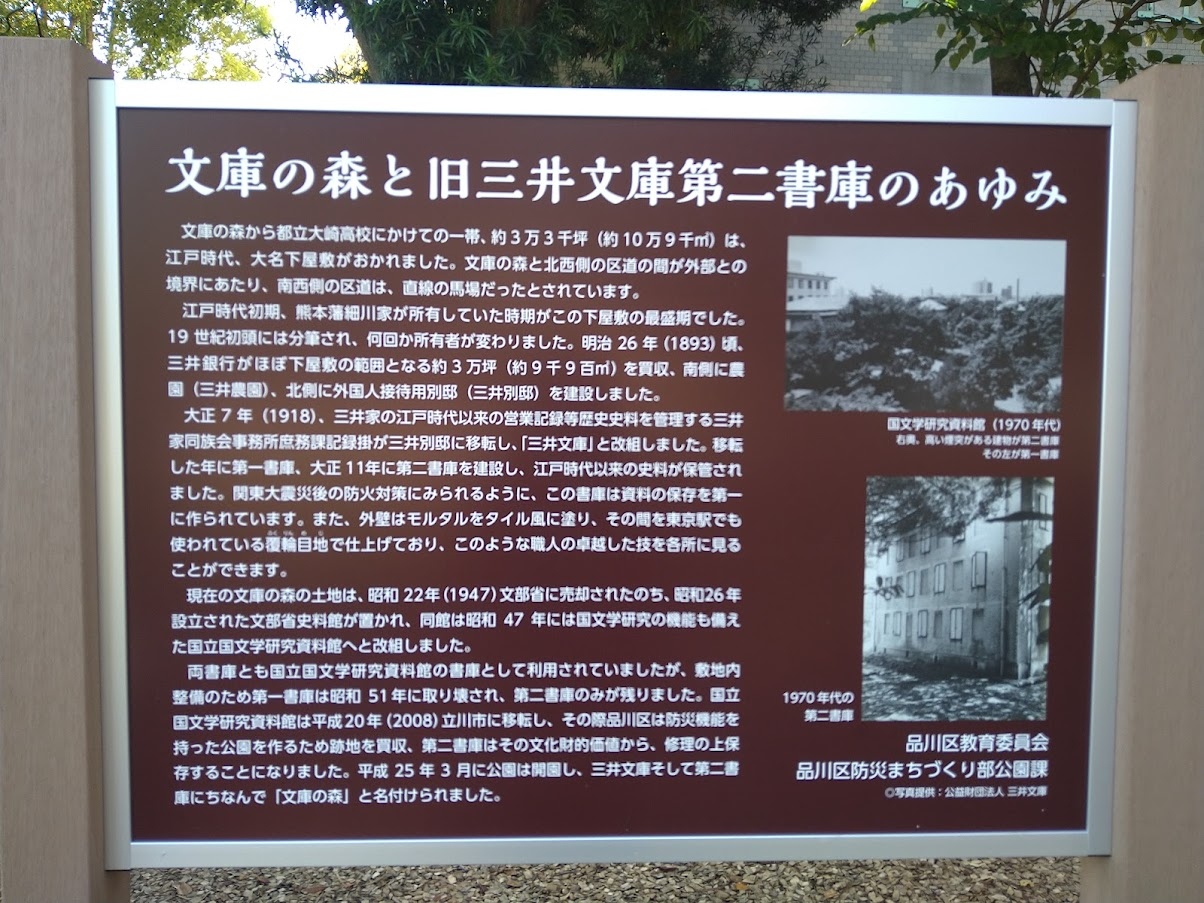 文庫の森と旧三井文庫第二書庫のあゆみ
文庫の森から都立大崎高校にかけての一帯、約3万3千坪（約10万9千㎡）は、
江戸時代、大名下屋敷がおかれました。文庫の森と北西側の区道の間が外部との
境界にあたり、南西側の区道は、直線の馬場だったとされています。
江戸時代初期、熊本藩細川家が所有していた時期がこの下屋敷の最盛期でした。
19世紀初頭には分筆され、何回か所有者が変わりました。明治26年（1893）頃、
三井銀行がほぼ下屋敷の範囲となる約3万坪（約9千9百㎡）を買収、南側に農
園（三井農園）、北側に外国人接待用別邸（三井別邸）を建設しました。
大正7年（1918）、三井家の江戸時代以来の営業記録等歴史史料を管理する三井
家同族会事務所庶務課記録掛が三井別邸に移転し、「三井文庫」と改組しました。移転
した年に第一書庫、大正11年に第二書庫を建設し、江戸時代以来の史料が保管され
ました。関東大震災後の防火対策にみられるように、この書庫は資料の保存を第一
に作られています。また、外壁はモルタルをタイル風に塗り、その間を東京駅でも
ふくりんめじ
使われている覆輪目地で仕上げており、このような職人の卓越した技を各所に見る
ことができます。
現在の文庫の森の土地は、昭和22年（1947）文部省に売却されたのち、昭和26年
設立された文部省史料館が置かれ、同館は昭和47年には国文学研究の機能も備え
た国立国文学研究資料館へと改組しました。
両書庫とも国立国文学研究資料館の書庫として利用されていましたが、敷地内
整備のため第一書庫は昭和51年に取り壊され、第二書庫のみが残りました。国立
国文学研究資料館は平成20年（2008）立川市に移転し、その際品川区は防災機能を
持った公園を作るため跡地を買収、第二書庫はその文化財的価値から、修理の上保
存することになりました。平成25年3月に公園は開園し、三井文庫そして第二書
庫にちなんで「文庫の森」と名付けられました。
国文学研究資料館（1970年代）
右奥、高い煙突がある建物が第二書庫
その左が第一書庫
1970年代の
第二書庫
品川区教育委員会
品川区防災まちづくり部公園課
◎写真提供：公益財団法人 三井文庫